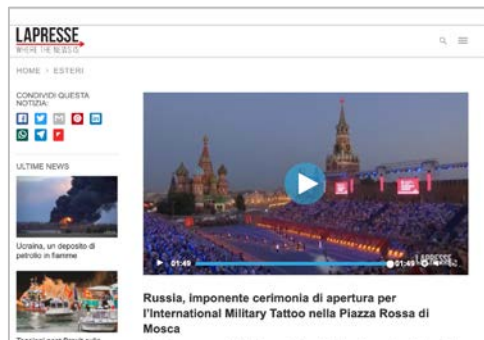 LAPRESSE
WHERE THE NEWS IS
HOME > ESTERI
CONDIVIDI QUESTA
NOTIZIA:
ULTIME NEWS
Ucraina, un deposito di
petrolio in fiamme
01:49
01:49
LAPRESSE
Russia, imponente cerimonia di apertura per
l'International Military Tattoo nella Piazza Rossa di
Mosca